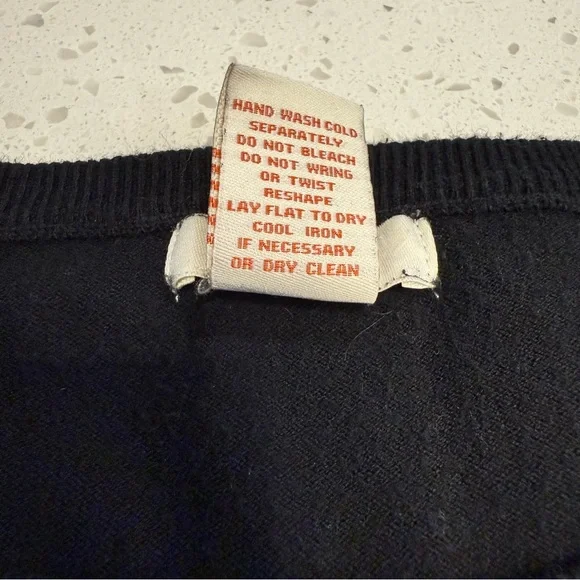 HAND WASH COLD
SEPARATELY
DO NOT BLEACH
DO NOT WRING
OR TWIST
RESHAPE
LAY FLAT TO DRY
COOL IRON
IF NECESSARY
OR DRY CLEAN